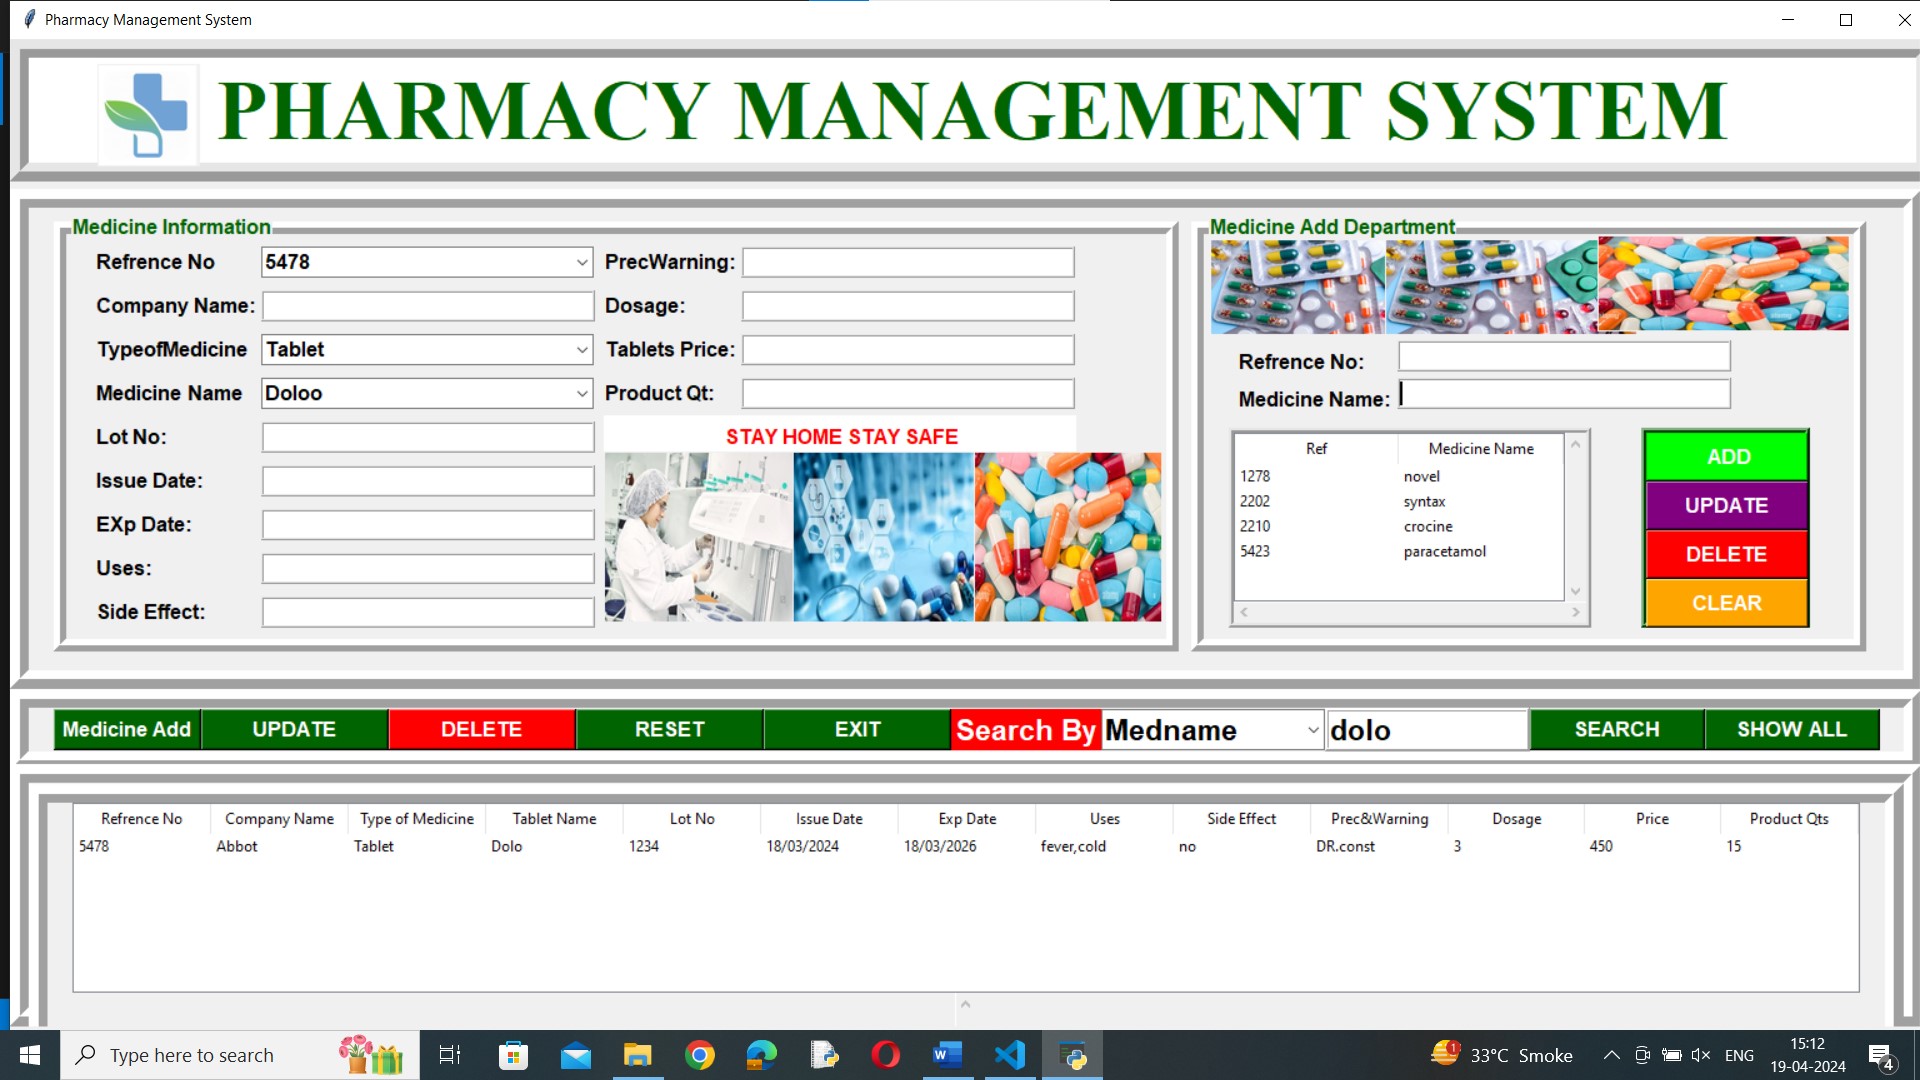 Pharmacy Management System
PHARMACY MANAGEMENT SYSTEM
Medicine Information
Refrence No 5478 PrecWarning:
Company Name: Dosage:
TypeofMedicine Tablet Tablets Price:
Medicine Name Doloo Product Qt:
Lot No: STAY HOME STAY SAFE
Issue Date:
EXp Date:
Uses:
Side Effect:
Medicine Add Department
Refrence No:
Medicine Name:
Ref Medicine Name
1278 novel
2202 syntax
2210 crocine
5423 paracetamol
ADD
UPDATE
DELETE
CLEAR
Medicine Add UPDATE DELETE RESET EXIT Search By Medname dolo SEARCH SHOW ALL
Refrence No Company Name Type of Medicine Tablet Name Lot No Issue Date Exp Date Uses Side Effect Prec&Warning Dosage Price Product Qts
5478 Abbot Tablet Dolo 1234 18/03/2024 18/03/2026 fever,cold no DR.const 3 450 15
Type here to search 1 33°C Smoke ENG 15:12 4
19-04-2024